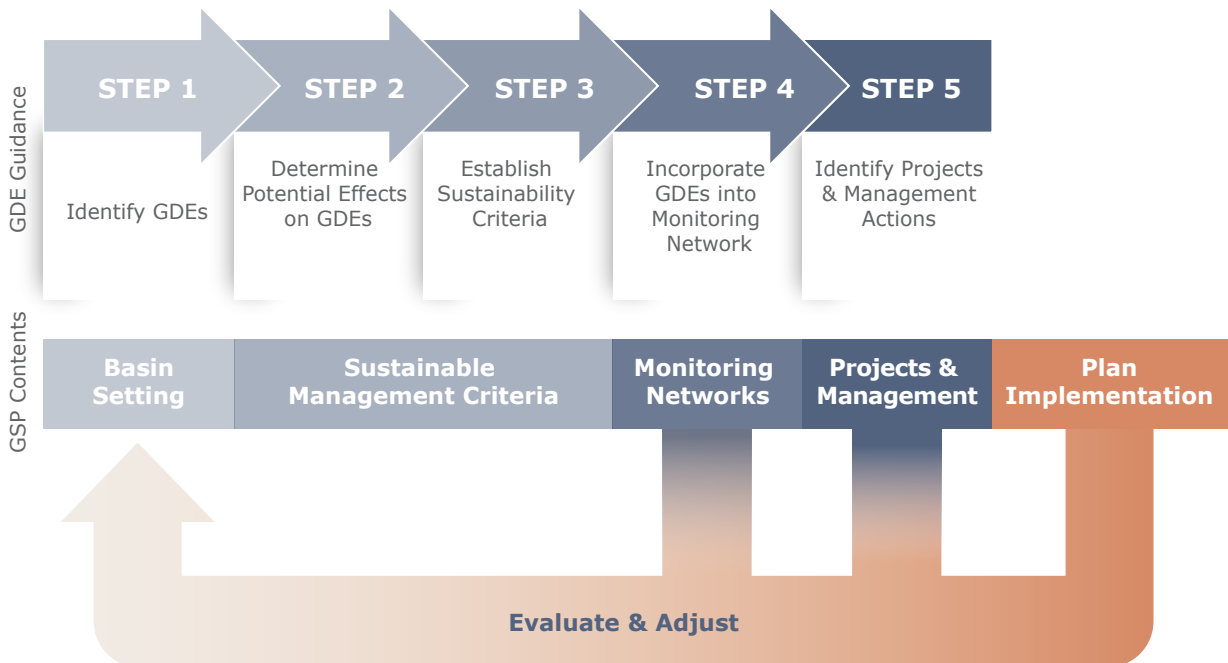 GDE Guidance
STEP 1
STEP 2
STEP 3
STEP 4
STEP 5
Identify GDEs
Determine
Potential Effects
on GDEs
Establish
Sustainability
Criteria
Incorporate
GDEs into
Monitoring
Network
Identify Projects
& Management
Actions
GSP Contents
Basin
Setting
Sustainable
Management Criteria
Monitoring
Networks
Projects &
Management
Plan
Implementation
Evaluate & Adjust